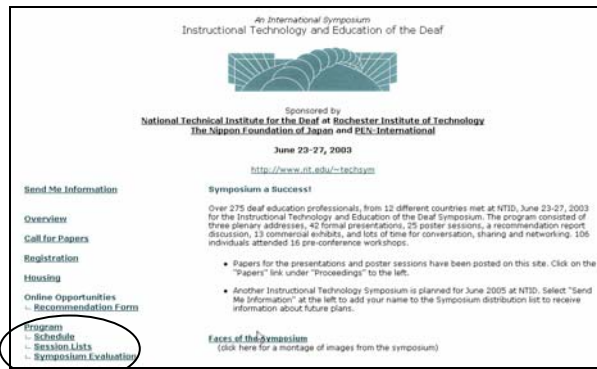 An International Symposium
Instructional Technology and Education of the Deaf
Sponsored by
National Technical Institute for the Deaf at Rochester Institute of Technology
The Nippon Foundation of Japan and PEN-International
June 23-27, 2003
http://www.rit.edu/~techsym
Send Me Information
Overview
Call for Papers
Registration
Housing
Online Opportunities
Recommendation Form
Program
Schedule
Session Lists
Symposium Evaluation
Symposium a Success!
Over 275 deaf education professionals, from 12 different countries met at NTID, June 23-27, 2003
for the Instructional Technology and Education of the Deaf Symposium. The program consisted of
three plenary addresses, 42 formal presentations, 25 poster sessions, a recommendation report
discussion, 13 commercial exhibits, and lots of time for conversation, sharing and networking. 106
individuals attended 16 pre-conference workshops.
• Papers for the presentations and poster sessions have been posted on this site. Click on the
"Papers" link under "Proceedings" to the left.
• Another Instructional Technology Symposium is planned for June 2005 at NTID. Select "Send
Me Information" at the left to add your name to the Symposium distribution list to receive
information about future plans.
Faces of the Symposium
(click here for a montage of images from the symposium)